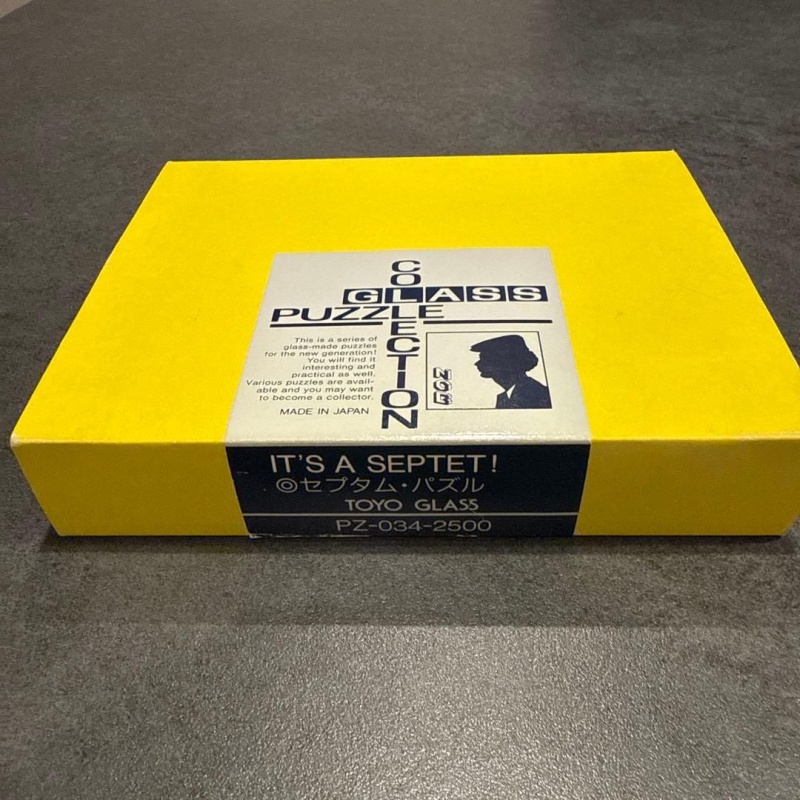 COLLECTION
GLASS
PUZZLE
This is a series of
glass-made puzzles
for the new generation!
You will find it
interesting and
practical as well.
Various puzzles are avail-
able and you may want
to become a collector.
MADE IN JAPAN
IT'S A SEPTET!
◎セプタム・パズル
TOYO GLASS
PZ-034-2500